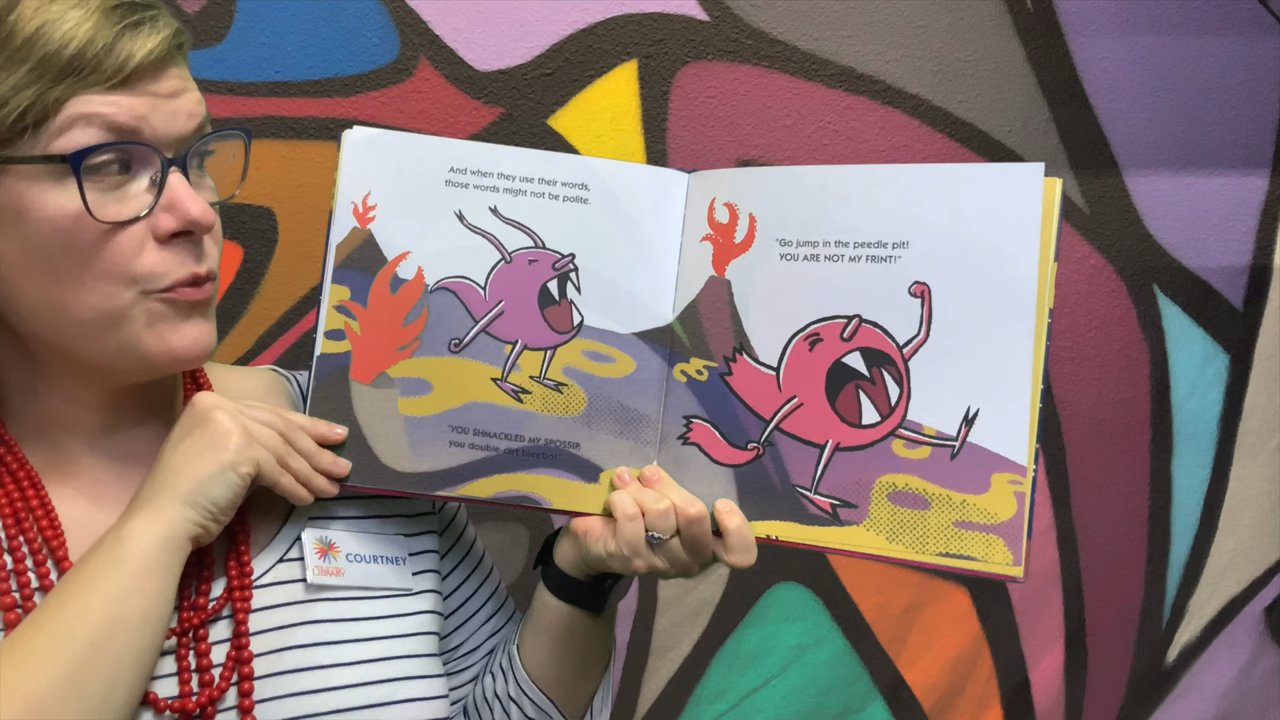 And when they use their words,
those words might not be polite.
"YOU SHMACKLED MY SPOSSIP,
you double-dirt bleebo!"
"Go jump in the peedle pit!
YOU ARE NOT MY FRINT!"
COURTNEY
LIBRARY